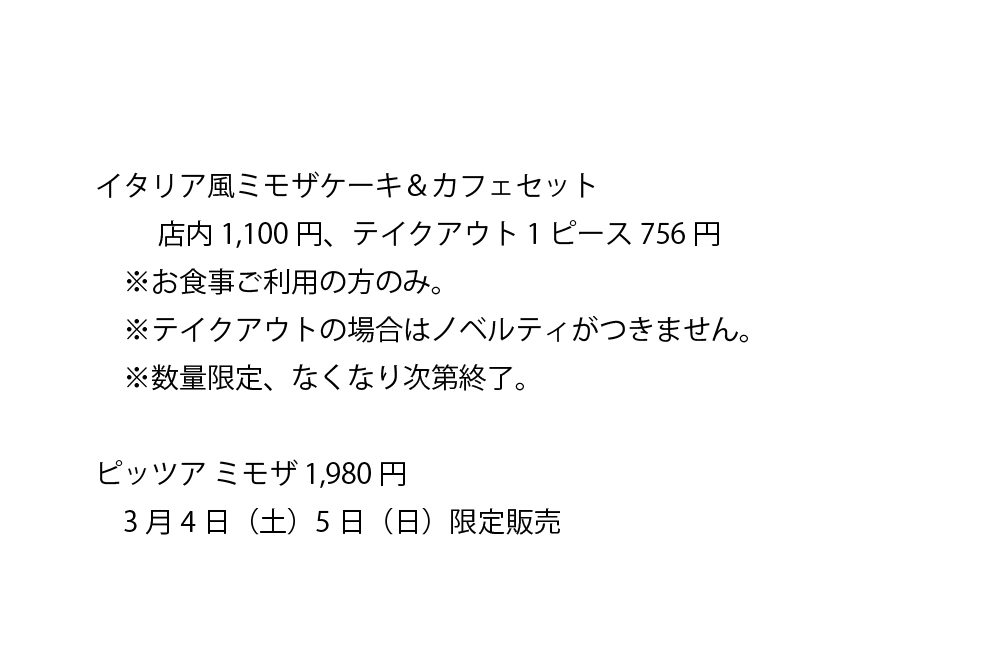 イタリア風ミモザケーキ＆カフェセット
店内 1,100 円、テイクアウト 1 ピース 756 円
※お食事ご利用の方のみ。
※テイクアウトの場合はノベルティがつきません。
※数量限定、なくなり次第終了。
ピッツア ミモザ 1,980 円
3 月 4 日（土）5 日（日）限定販売